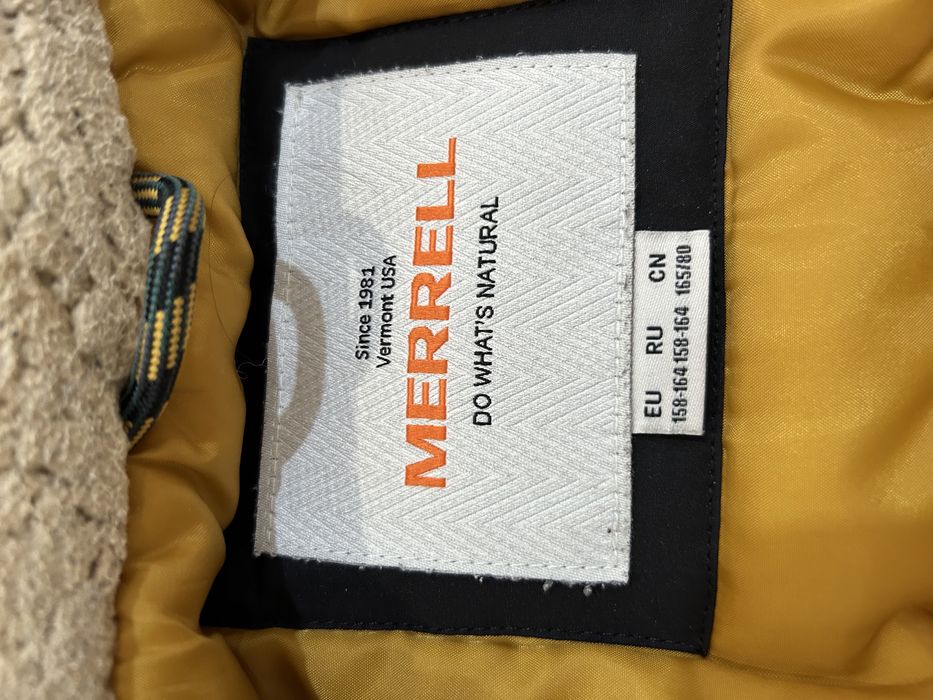 Since 1981
Vermont USA
MERRELL
DO WHAT'S NATURAL
EU RU CN
158-164 158-164 165/80